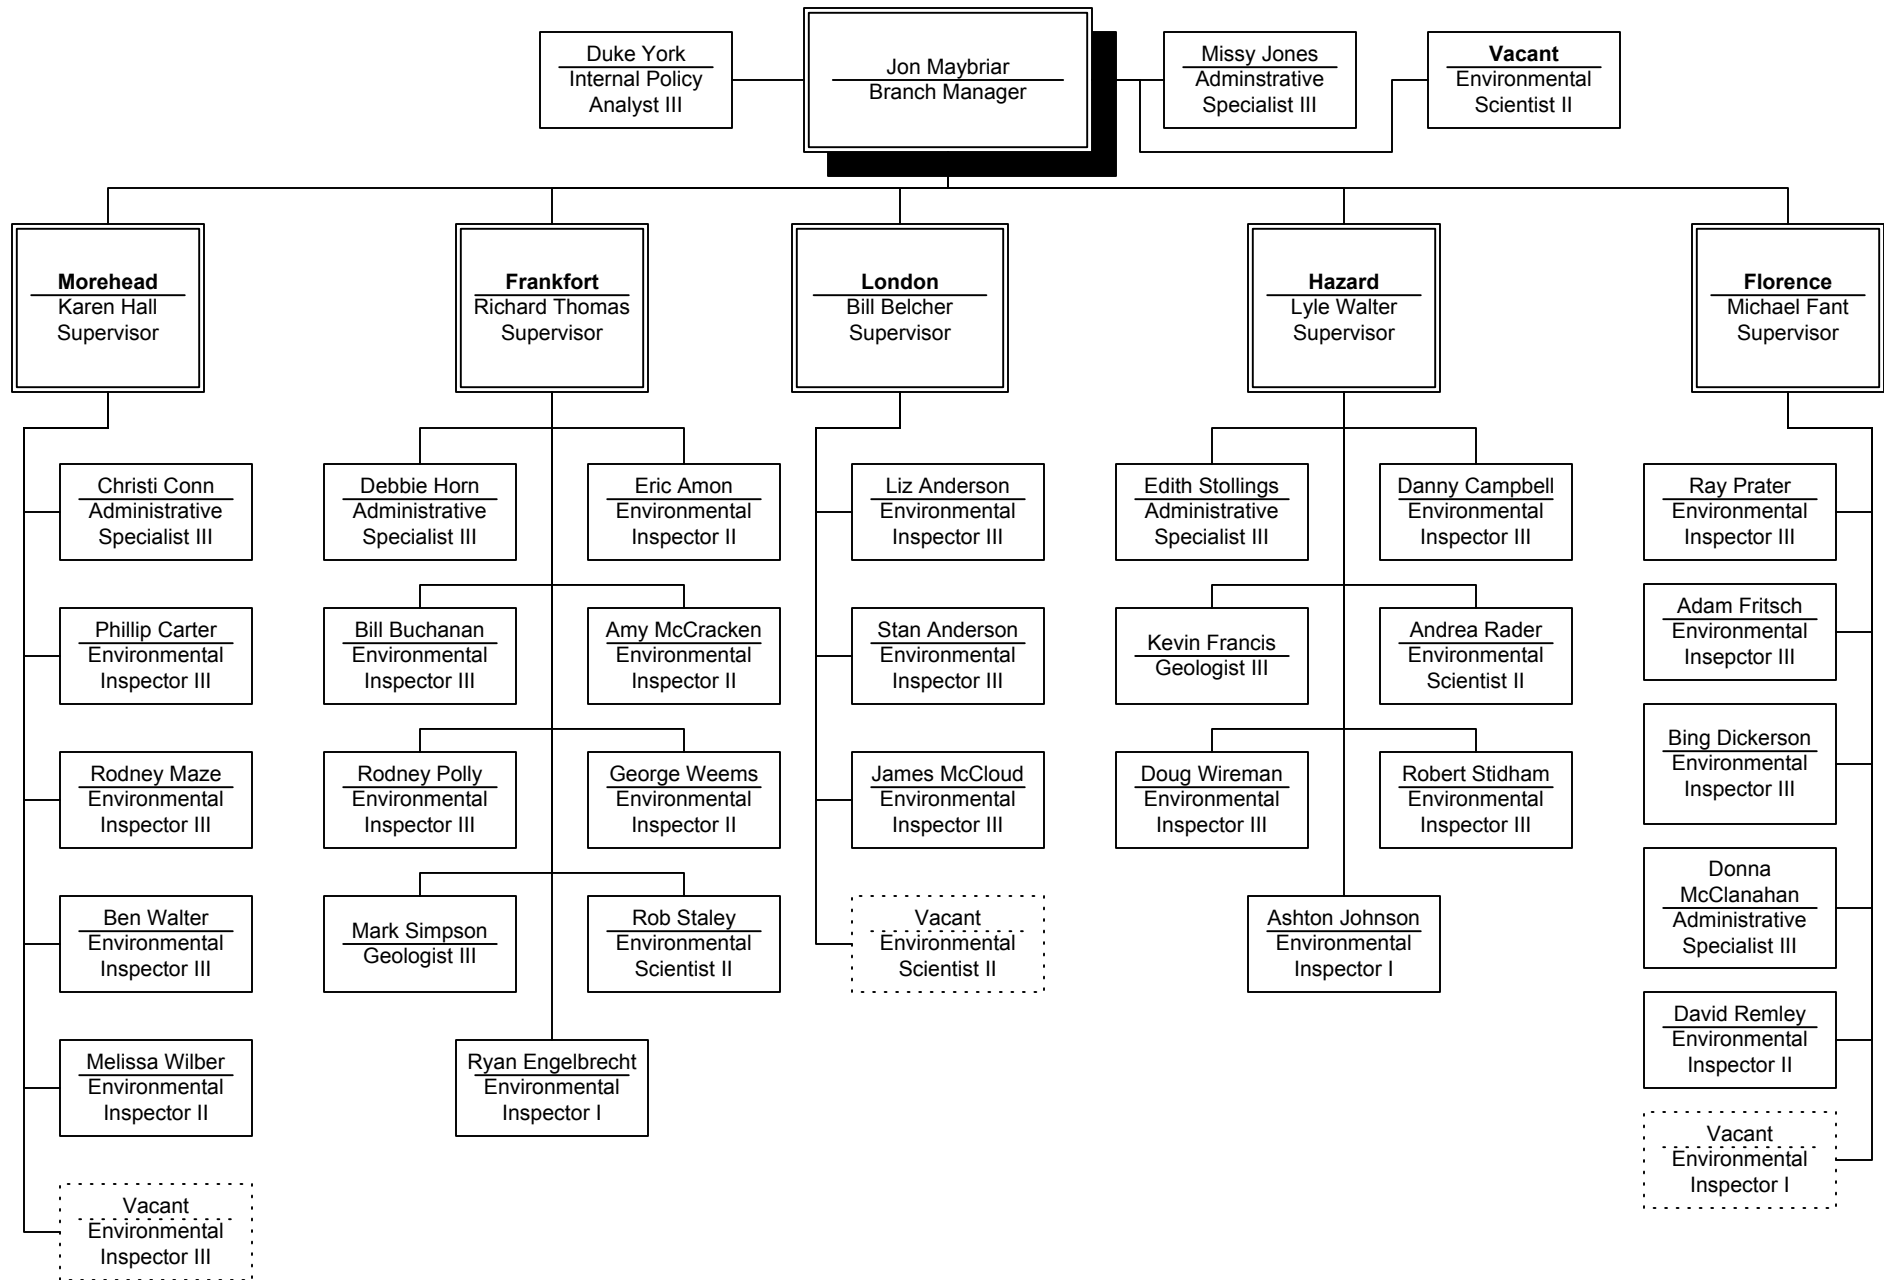 Duke York
Internal Policy
Analyst III
Jon Maybriar
Branch Manager
Missy Jones
Adminstrative
Specialist III
Vacant
Environmental
Scientist II
Morehead
Karen Hall
Supervisor
Frankfort
Richard Thomas
Supervisor
London
Bill Belcher
Supervisor
Hazard
Lyle Walter
Supervisor
Florence
Michael Fant
Supervisor
Christi Conn
Administrative
Specialist III
Phillip Carter
Environmental
Inspector III
Rodney Maze
Environmental
Inspector III
Ben Walter
Environmental
Inspector III
Melissa Wilber
Environmental
Inspector II
Vacant
Environmental
Inspector III
Debbie Horn
Administrative
Specialist III
Eric Amon
Environmental
Inspector II
Bill Buchanan
Environmental
Inspector III
Amy McCracken
Environmental
Inspector II
Rodney Polly
Environmental
Inspector III
George Weems
Environmental
Inspector II
Mark Simpson
Geologist III
Rob Staley
Environmental
Scientist II
Ryan Engelbrecht
Environmental
Inspector I
Liz Anderson
Environmental
Inspector III
Stan Anderson
Environmental
Inspector III
James McCloud
Environmental
Inspector III
Vacant
Environmental
Scientist II
Edith Stollings
Administrative
Specialist III
Danny Campbell
Environmental
Inspector III
Kevin Francis
Geologist III
Andrea Rader
Environmental
Scientist II
Doug Wireman
Environmental
Inspector III
Robert Stidham
Environmental
Inspector III
Ashton Johnson
Environmental
Inspector I
Ray Prater
Environmental
Inspector III
Adam Fritsch
Environmental
Insepctor III
Bing Dickerson
Environmental
Inspector III
Donna
McClanahan
Administrative
Specialist III
David Remley
Environmental
Inspector II
Vacant
Environmental
Inspector I